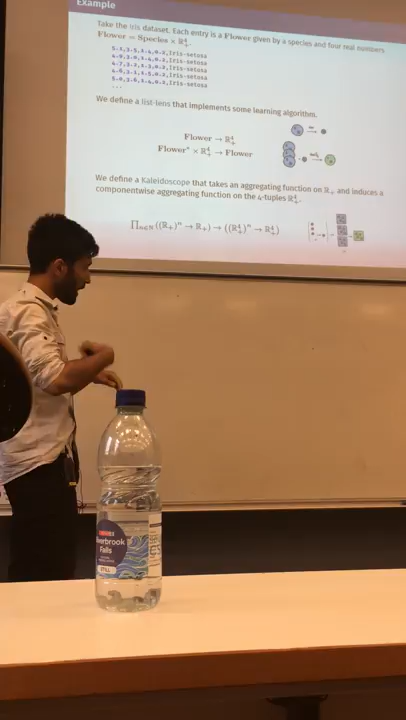 Example
Take the Iris dataset. Each entry is a Flower given by a species and four real numbers
Flower = Species × ℝ⁴₊.
5.1,3.5,1.4,0.2,Iris-setosa
4.9,3.0,1.4,0.2,Iris-setosa
4.7,3.2,1.3,0.2,Iris-setosa
4.6,3.1,1.5,0.2,Iris-setosa
5.0,3.6,1.4,0.2,Iris-setosa
...
We define a list-lens that implements some learning algorithm.
Flower → ℝ⁴₊
Flower* × ℝ⁴₊ → Flower
We define a Kaleidoscope that takes an aggregating function on ℝ₊ and induces a
componentwise aggregating function on the 4-tuples ℝ⁴₊.
∏ₙ∈ℕ((ℝ₊)ⁿ → ℝ₊) → ((ℝ⁴₊)ⁿ → ℝ⁴₊)
erbrook
Falls
STILL